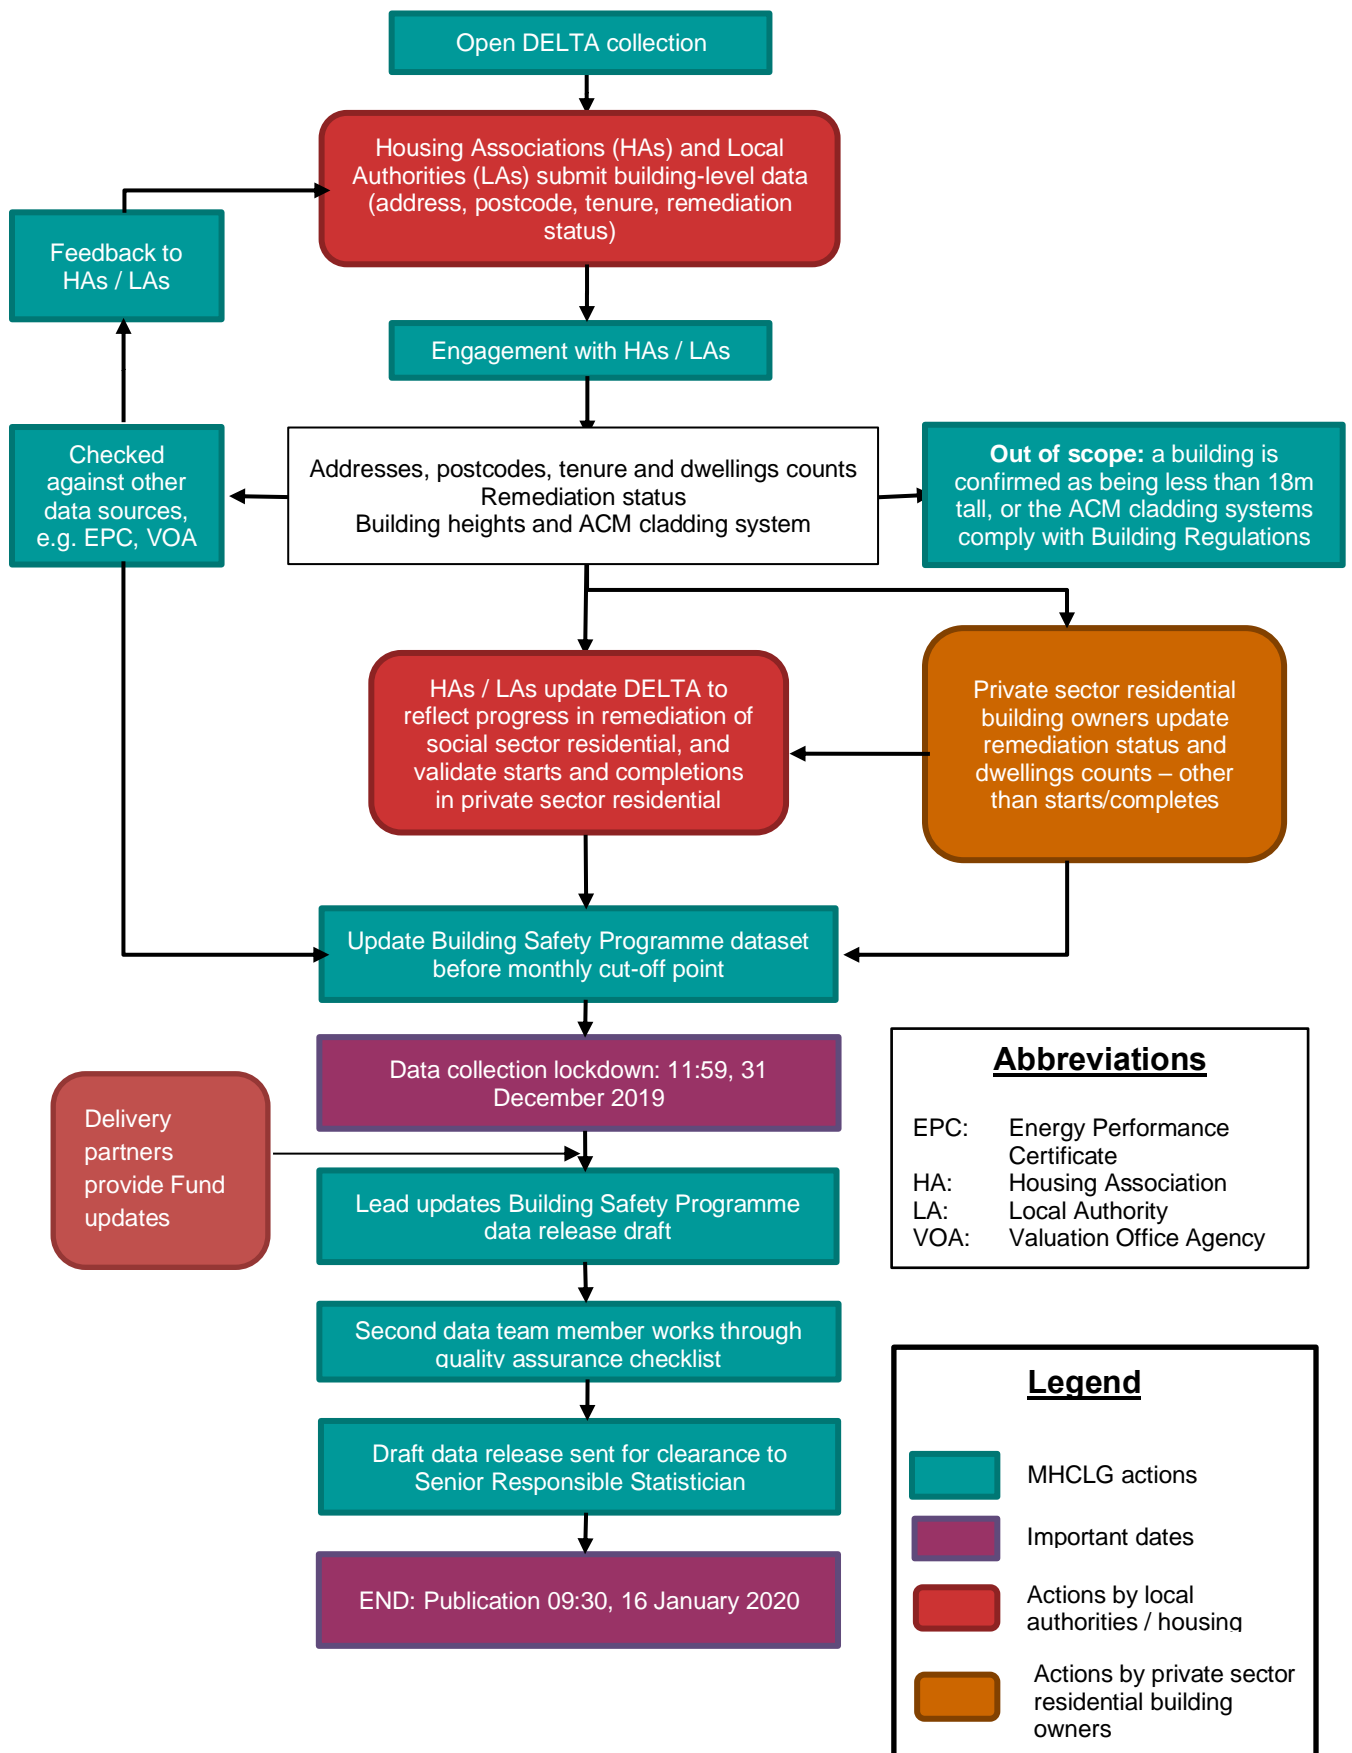 Open DELTA collection
Housing Associations (HAs) and Local
Authorities (LAs) submit building-level data
(address, postcode, tenure, remediation
status)
Feedback to
HAs / LAs
Engagement with HAs / LAs
Checked
against other
data sources,
e.g. EPC, VOA
Addresses, postcodes, tenure and dwellings counts
Remediation status
Building heights and ACM cladding system
Out of scope: a building is
confirmed as being less than 18m
tall, or the ACM cladding systems
comply with Building Regulations
HAs / LAs update DELTA to
reflect progress in remediation of
social sector residential, and
validate starts and completions
in private sector residential
Private sector residential
building owners update
remediation status and
dwellings counts – other
than starts/completes
Update Building Safety Programme dataset
before monthly cut-off point
Data collection lockdown: 11:59, 31
December 2019
Delivery
partners
provide Fund
updates
Lead updates Building Safety Programme
data release draft
Second data team member works through
quality assurance checklist
Draft data release sent for clearance to
Senior Responsible Statistician
END: Publication 09:30, 16 January 2020
Abbreviations
EPC: Energy Performance
Certificate
HA: Housing Association
LA: Local Authority
VOA: Valuation Office Agency
Legend
MHCLG actions
Important dates
Actions by local
authorities / housing
Actions by private sector
residential building
owners